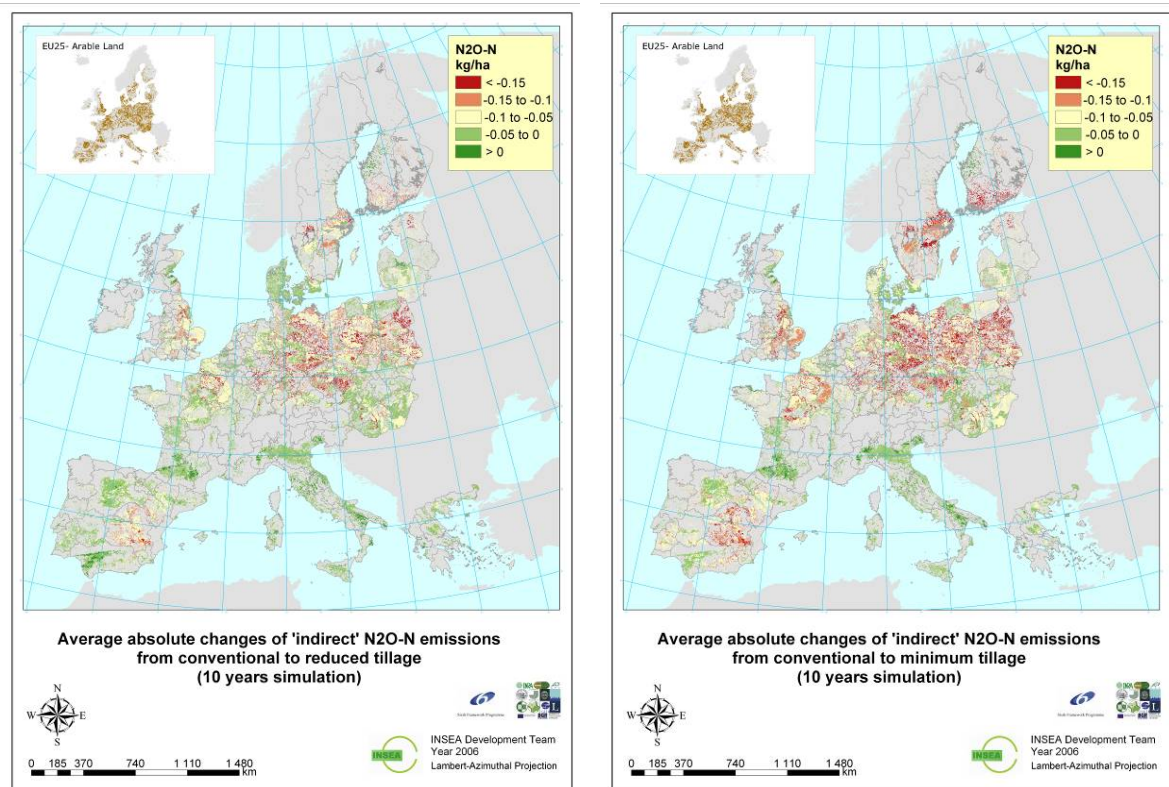 EU25- Arable Land
N2O-N
kg/ha
< -0.15
-0.15 to -0.1
-0.1 to -0.05
-0.05 to 0
> 0
Average absolute changes of 'indirect' N2O-N emissions
from conventional to reduced tillage
(10 years simulation)
N
W E
S
0 185 370 740 1 110 1 480
km
INSEA
INSEA Development Team
Year 2006
Lambert-Azimuthal Projection
EU25- Arable Land
N2O-N
kg/ha
< -0.15
-0.15 to -0.1
-0.1 to -0.05
-0.05 to 0
> 0
Average absolute changes of 'indirect' N2O-N emissions
from conventional to minimum tillage
(10 years simulation)
N
W E
S
0 185 370 740 1 110 1 480
km
INSEA
INSEA Development Team
Year 2006
Lambert-Azimuthal Projection